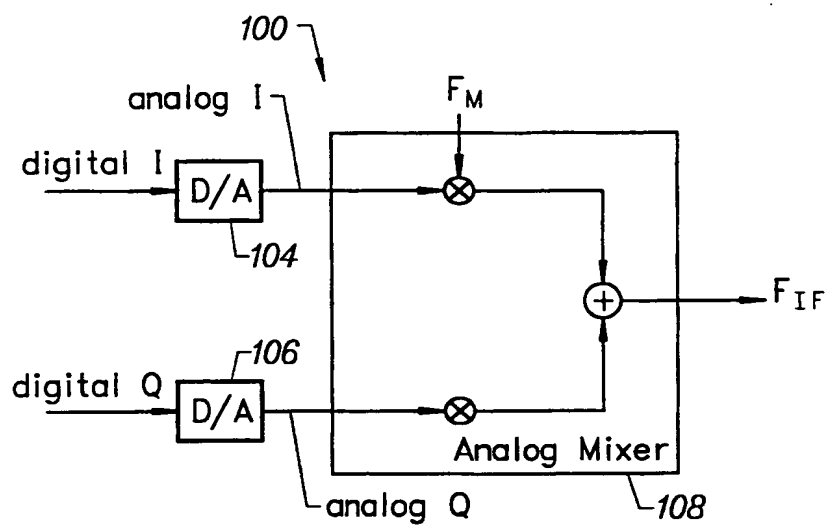 100
analog I
F_M
digital I
D/A
104
F_IF
106
digital Q
D/A
Analog Mixer
analog Q
108